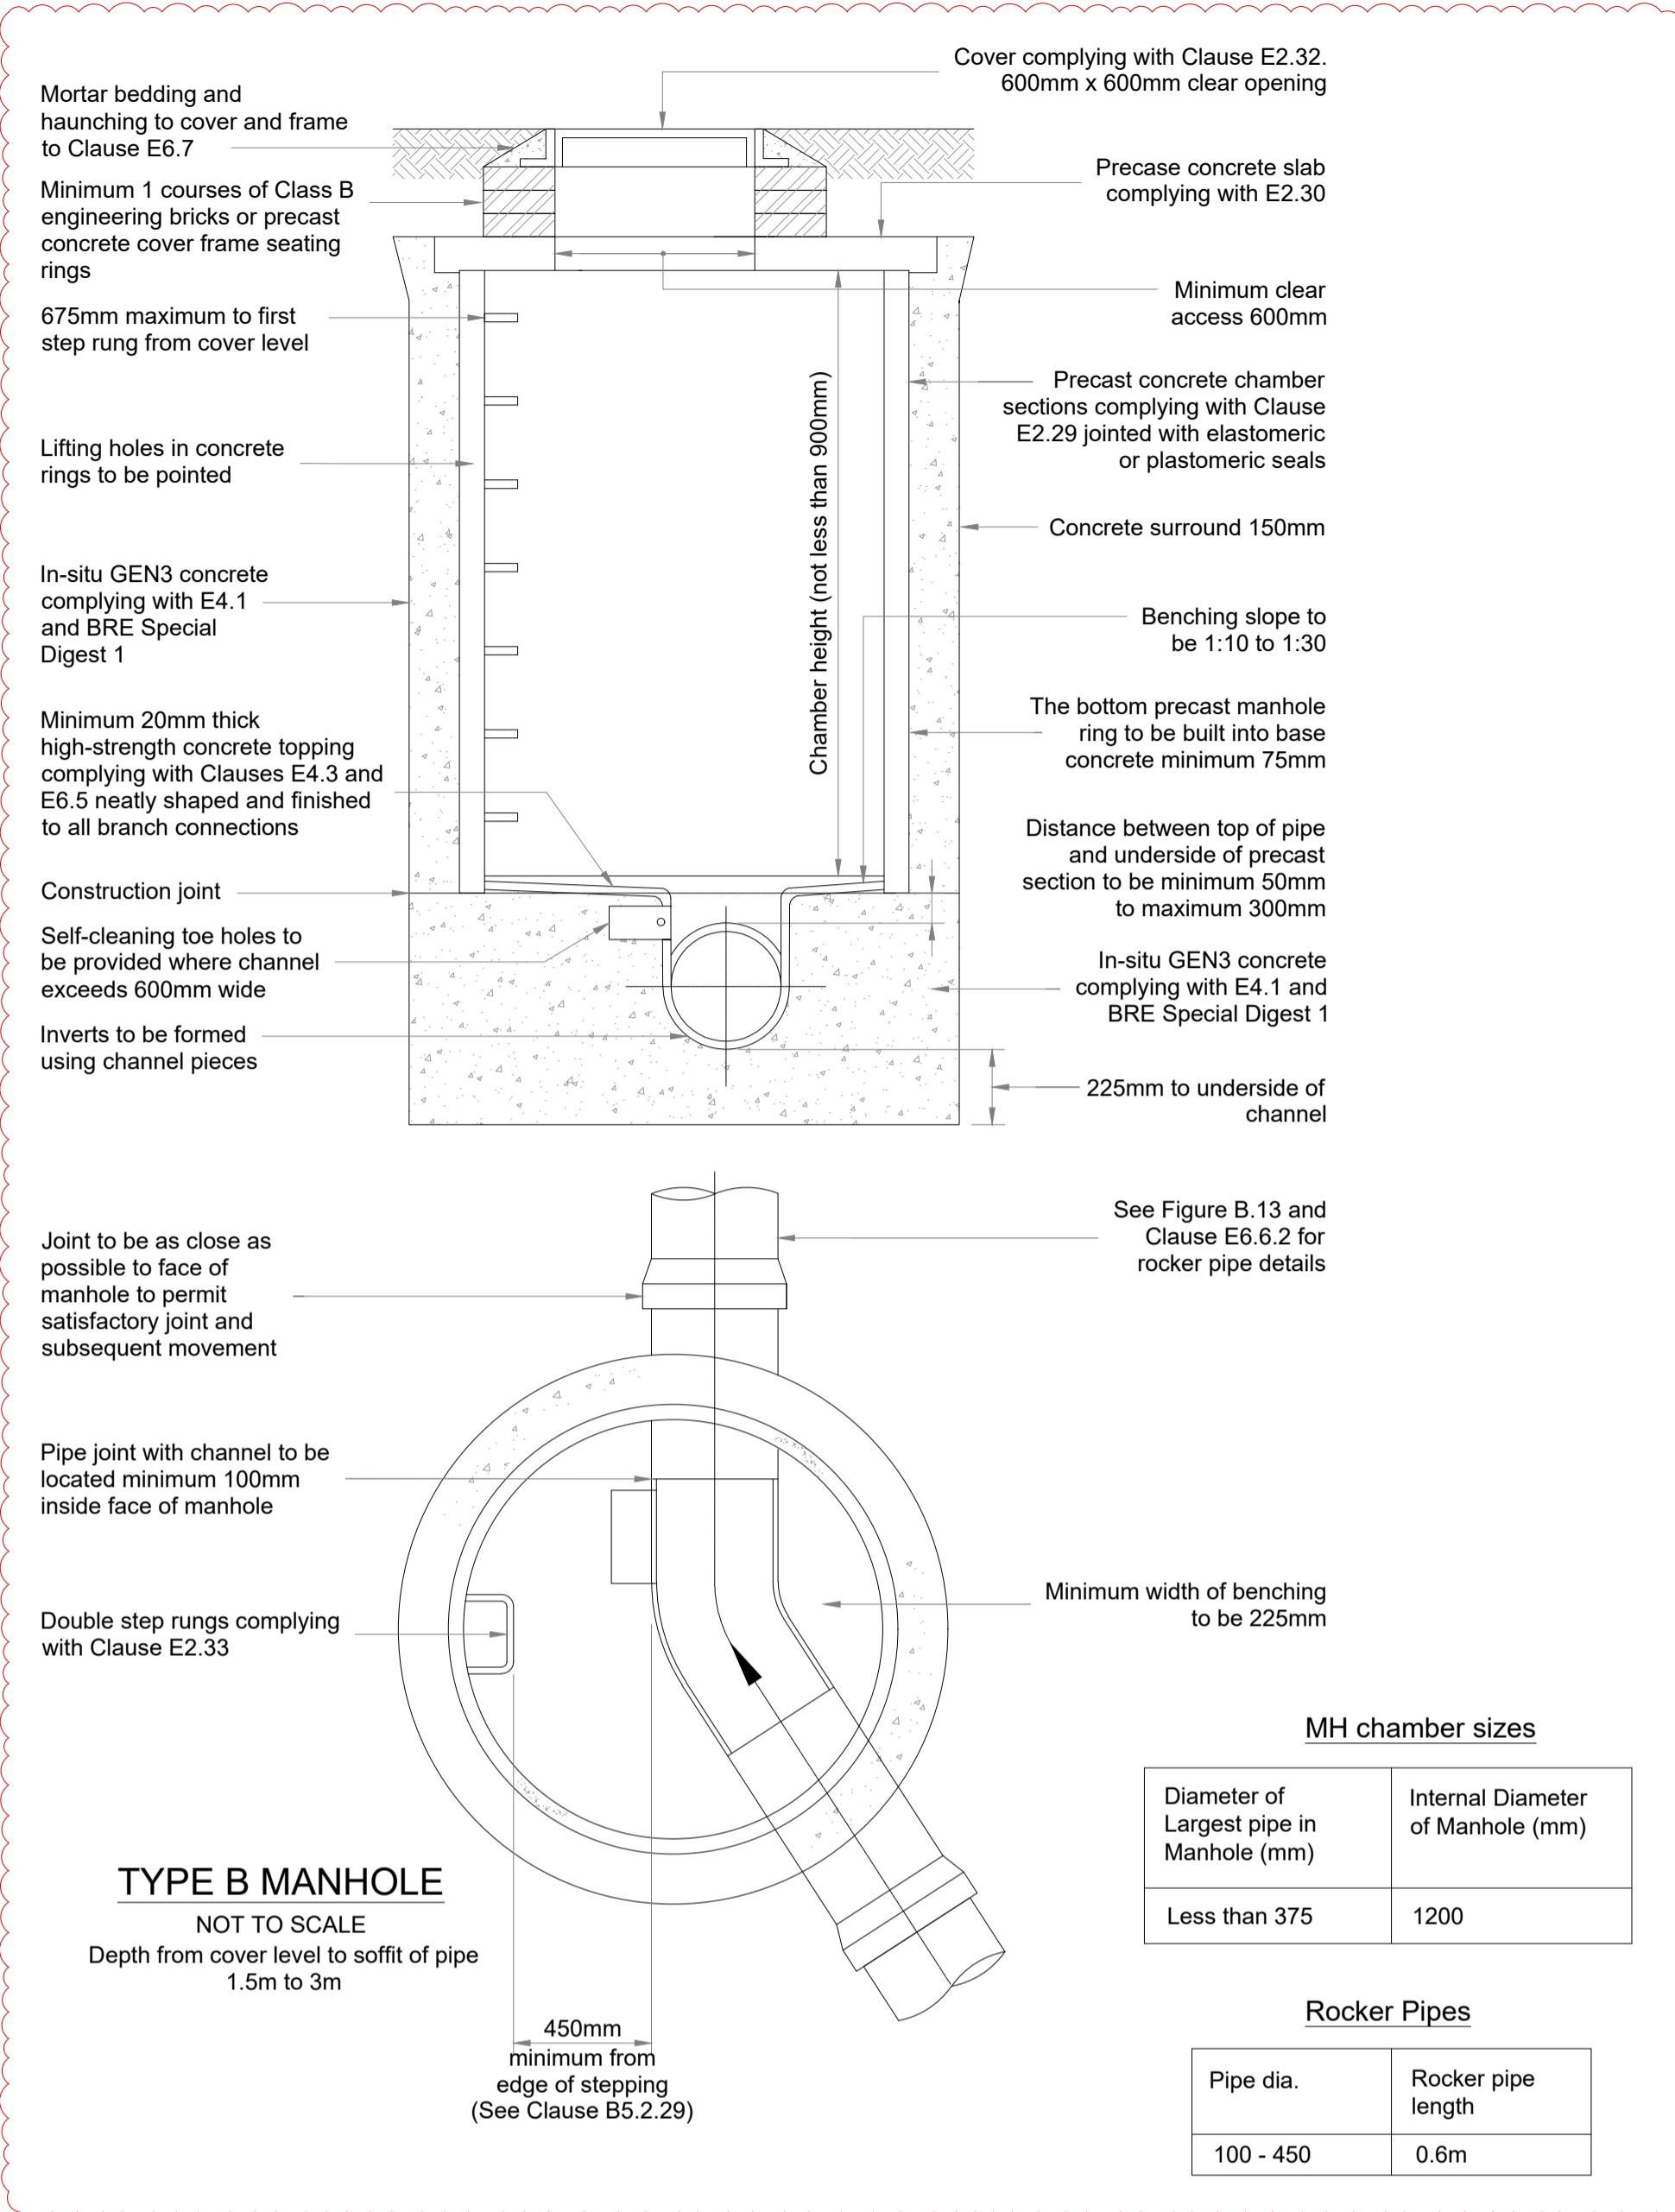 Mortar bedding and
haunching to cover and frame
to Clause E6.7
Minimum 1 courses of Class B
engineering bricks or precast
concrete cover frame seating
rings
675mm maximum to first
step rung from cover level
Lifting holes in concrete
rings to be pointed
In-situ GEN3 concrete
complying with E4.1
and BRE Special
Digest 1
Minimum 20mm thick
high-strength concrete topping
complying with Clauses E4.3 and
E6.5 neatly shaped and finished
to all branch connections
Construction joint
Self-cleaning toe holes to
be provided where channel
exceeds 600mm wide
Inverts to be formed
using channel pieces
Cover complying with Clause E2.32.
600mm x 600mm clear opening
Precase concrete slab
complying with E2.30
Minimum clear
access 600mm
Precast concrete chamber
sections complying with Clause
E2.29 jointed with elastomeric
or plastomeric seals
Concrete surround 150mm
Chamber height (not less than 900mm)
Benching slope to
be 1:10 to 1:30
The bottom precast manhole
ring to be built into base
concrete minimum 75mm
Distance between top of pipe
and underside of precast
section to be minimum 50mm
to maximum 300mm
In-situ GEN3 concrete
complying with E4.1 and
BRE Special Digest 1
225mm to underside of
channel
Joint to be as close as
possible to face of
manhole to permit
satisfactory joint and
subsequent movement
Pipe joint with channel to be
located minimum 100mm
inside face of manhole
Double step rungs complying
with Clause E2.33
See Figure B.13 and
Clause E6.6.2 for
rocker pipe details
Minimum width of benching
to be 225mm
TYPE B MANHOLE
NOT TO SCALE
Depth from cover level to soffit of pipe
1.5m to 3m
450mm
minimum from
edge of stepping
(See Clause B5.2.29)
MH chamber sizes
Diameter of
Largest pipe in
Manhole (mm)
Internal Diameter
of Manhole (mm)
Less than 375
1200
Rocker Pipes
Pipe dia.
Rocker pipe
length
100 - 450
0.6m